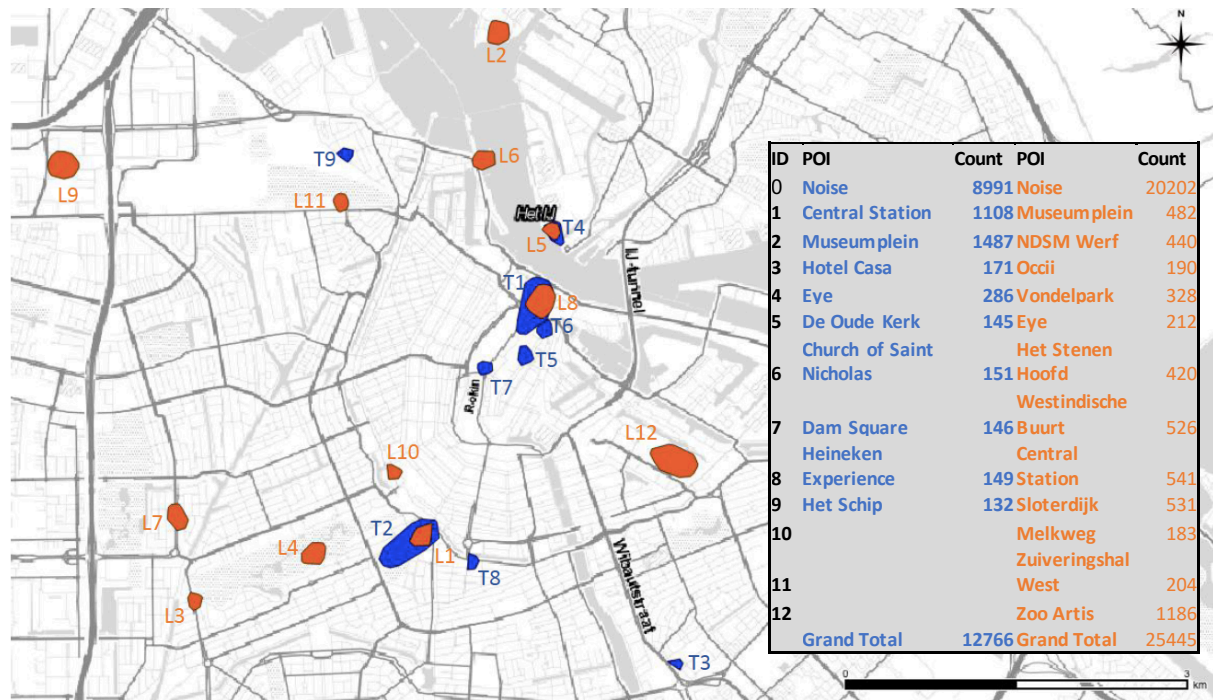 N
L2
T9
L6
L9
L11
Het IJ
T4
L5
IJ-tunnel
T1
L8
T6
T5
T7
Rokin
L10
L12
L7
T2
L4
L1
T8
Wibautstraat
L3
T3
ID POI Count POI Count
0 Noise 8991 Noise 20202
1 Central Station 1108 Museumplein 482
2 Museumplein 1487 NDSM Werf 440
3 Hotel Casa 171 Occii 190
4 Eye 286 Vondelpark 328
5 De Oude Kerk 145 Eye 212
Church of Saint Het Stenen
6 Nicholas 151 Hoofd 420
Westindische
7 Dam Square 146 Buurt 526
Heineken Central
8 Experience 149 Station 541
9 Het Schip 132 Sloterdijk 531
10 Melkweg 183
Zuiveringshal
11 West 204
12 Zoo Artis 1186
Grand Total 12766 Grand Total 25445
0 3
km